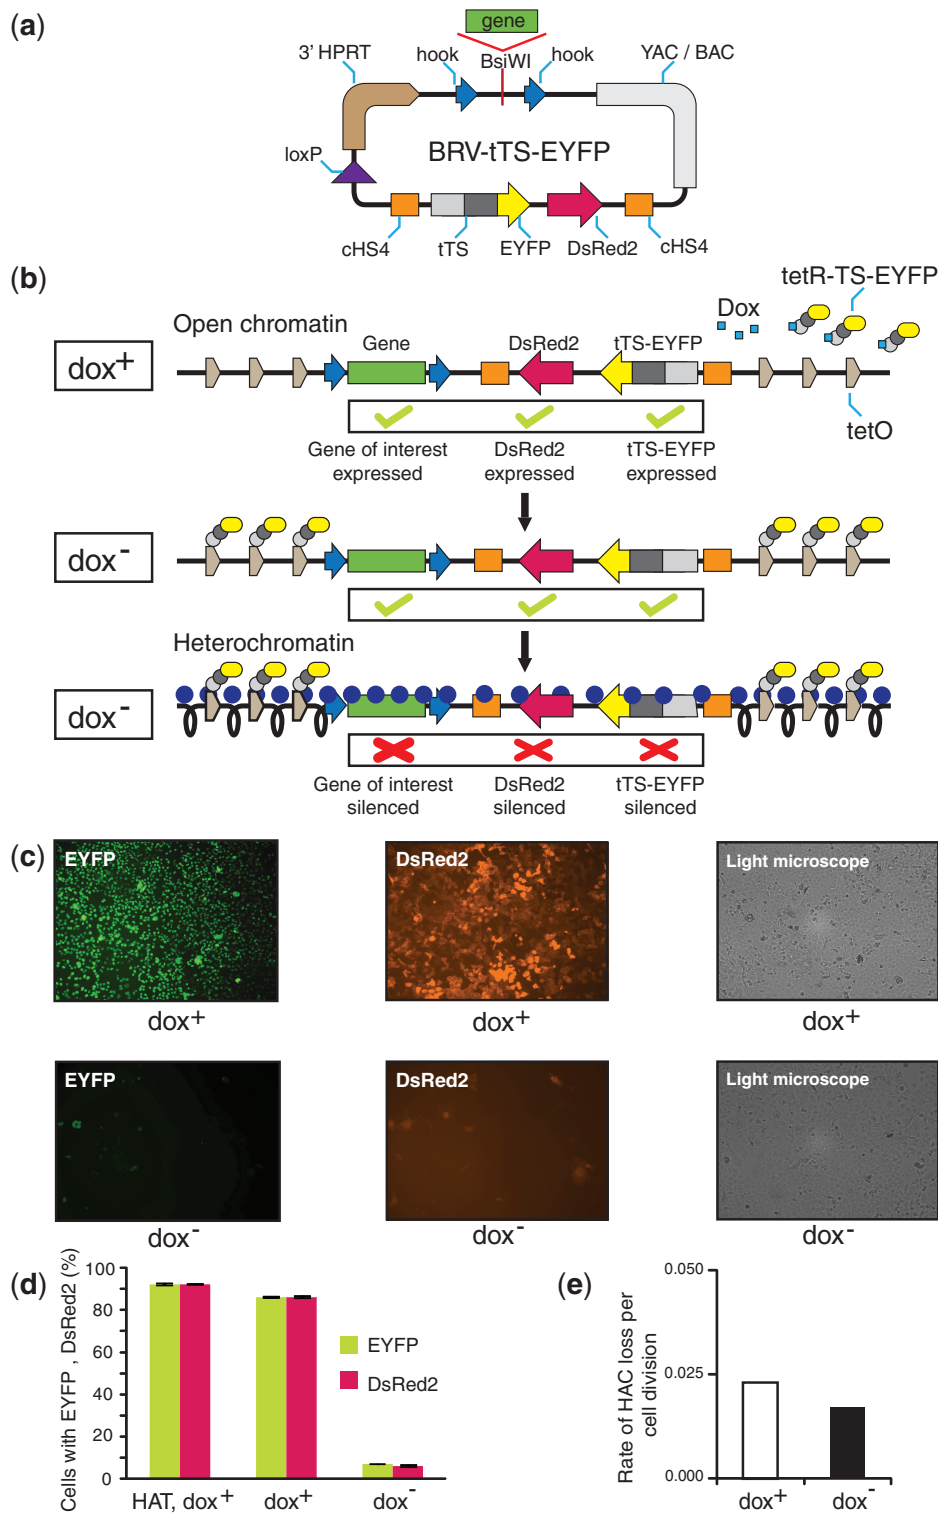 (a)
gene
3' HPRT
hook
BsiWI
hook
YAC / BAC
loxP
BRV-tTS-EYFP
cHS4
tTS
EYFP
DsRed2
cHS4
(b)
tetR-TS-EYFP
Dox
Open chromatin
dox+
Gene
DsRed2
tTS-EYFP
tetO
Gene of interest expressed
DsRed2 expressed
tTS-EYFP expressed
dox-
Heterochromatin
dox-
Gene of interest silenced
DsRed2 silenced
tTS-EYFP silenced
(c)
EYFP
DsRed2
Light microscope
dox+
dox+
dox+
EYFP
DsRed2
Light microscope
dox-
dox-
dox-
(d)
Cells with EYFP , DsRed2 (%)
100
80
60
40
20
0
EYFP
DsRed2
HAT, dox+
dox+
dox-
(e)
Rate of HAC loss per cell division
0.050
0.025
0.000
dox+
dox-